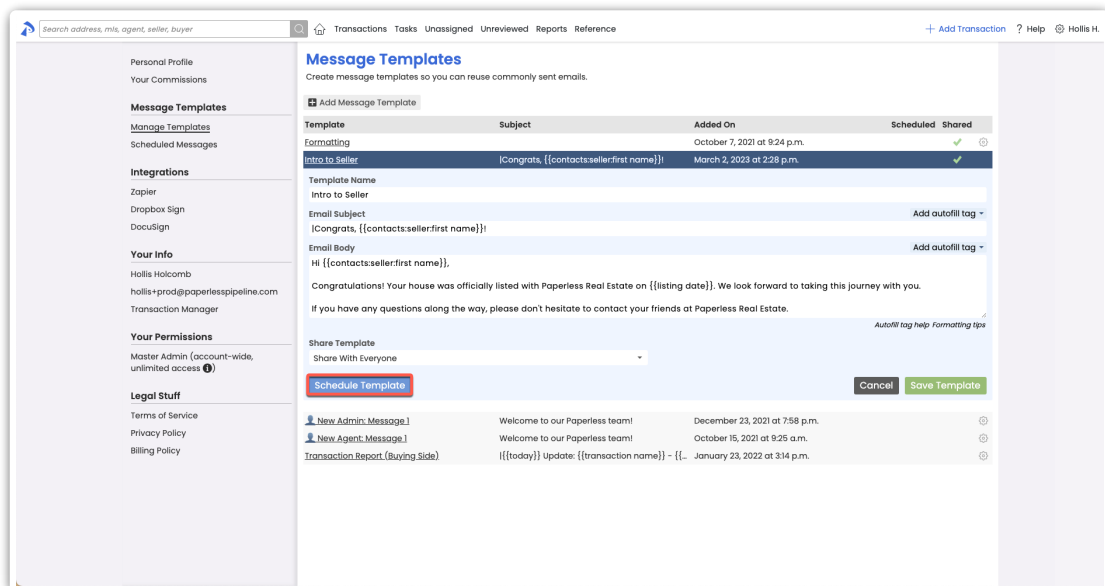 Search address, mls, agent, seller, buyer
Transactions Tasks Unassigned Unreviewed Reports Reference
Add Transaction ? Help Hollis H.
Personal Profile
Your Commissions
Message Templates
Manage Templates
Scheduled Messages
Integrations
Zapier
Dropbox Sign
DocuSign
Your Info
Hollis Holcomb
hollis+prod@paperlesspipeline.com
Transaction Manager
Your Permissions
Master Admin (account-wide,
unlimited access )
Legal Stuff
Terms of Service
Privacy Policy
Billing Policy
Message Templates
Create message templates so you can reuse commonly sent emails.
Add Message Template
Template Subject Added On Scheduled Shared
Formatting October 7, 2021 at 9:24 p.m.
Intro to Seller |Congrats, {{contacts:seller:first name}}! March 2, 2023 at 2:28 p.m.
Template Name
Intro to Seller
Email Subject Add autofill tag
|Congrats, {{contacts:seller:first name}}!
Email Body Add autofill tag
Hi {{contacts:seller:first name}},
Congratulations! Your house was officially listed with Paperless Real Estate on {{listing date}}. We look forward to taking this journey with you.
If you have any questions along the way, please don't hesitate to contact your friends at Paperless Real Estate.
Autofill tag help Formatting tips
Share Template
Share With Everyone
Schedule Template Cancel Save Template
New Admin: Message 1 Welcome to our Paperless team! December 23, 2021 at 7:58 p.m.
New Agent: Message 1 Welcome to our Paperless team! October 15, 2021 at 9:25 a.m.
Transaction Report (Buying Side) |{{today}} Update: {{transaction name}} - {{... January 23, 2022 at 3:14 p.m.